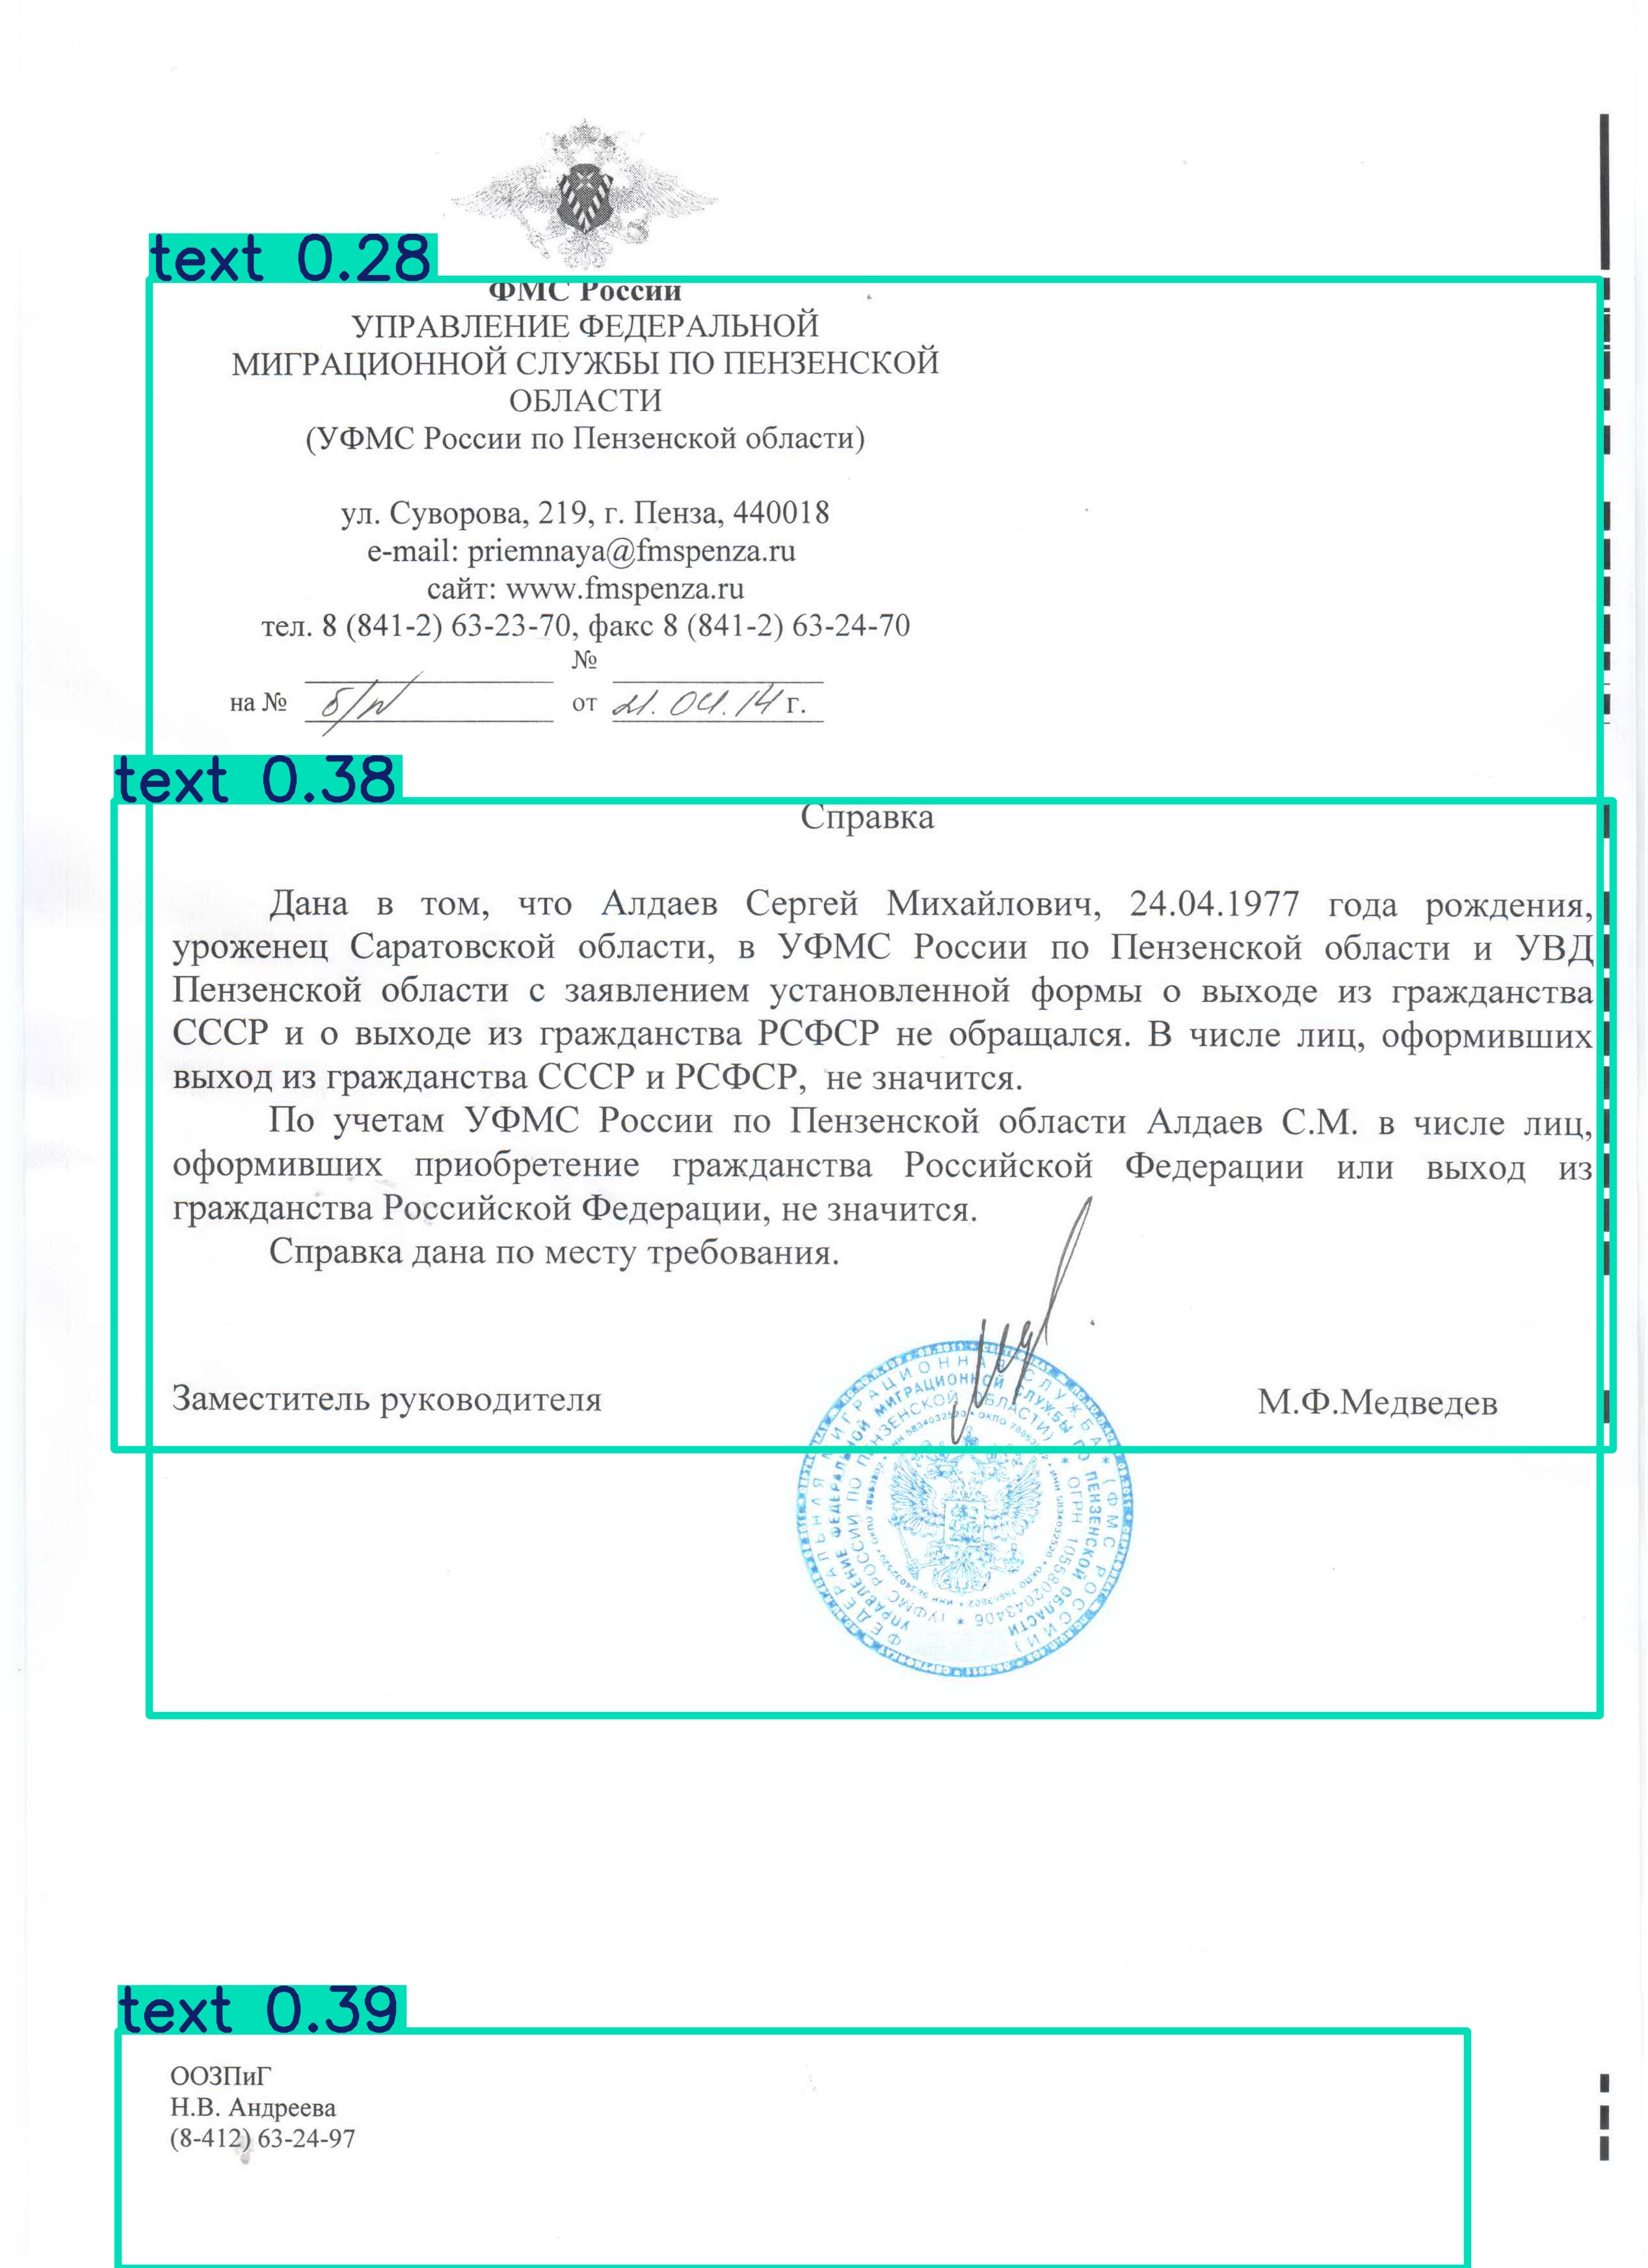 text 0.28
ФМС России
УПРАВЛЕНИЕ ФЕДЕРАЛЬНОЙ
МИГРАЦИОННОЙ СЛУЖБЫ ПО ПЕНЗЕНСКОЙ
ОБЛАСТИ
(УФМС России по Пензенской области)
ул. Суворова, 219, г. Пенза, 440018
e-mail: priemnaya@fmspenza.ru
сайт: www.fmspenza.ru
тел. 8 (841-2) 63-23-70, факс 8 (841-2) 63-24-70
№
на № б/н от 21.04.14 г.
text 0.38
Справка
Дана в том, что Алдаев Сергей Михайлович, 24.04.1977 года рождения,
уроженец Саратовской области, в УФМС России по Пензенской области и УВД
Пензенской области с заявлением установленной формы о выходе из гражданства
СССР и о выходе из гражданства РСФСР не обращался. В числе лиц, оформивших
выход из гражданства СССР и РСФСР, не значится.
По учетам УФМС России по Пензенской области Алдаев С.М. в числе лиц,
оформивших приобретение гражданства Российской Федерации или выход из
гражданства Российской Федерации, не значится.
Справка дана по месту требования.
Заместитель руководителя М.Ф.Медведев
ФЕДЕРАЛЬНАЯ МИГРАЦИОННАЯ СЛУЖБА * (ФМС РОССИИ)
УПРАВЛЕНИЕ ФЕДЕРАЛЬНОЙ МИГРАЦИОННОЙ СЛУЖБЫ ПО ПЕНЗЕНСКОЙ ОБЛАСТИ
(УФМС РОССИИ ПО ПЕНЗЕНСКОЙ ОБЛАСТИ) * ОГРН 1055802043406 *
text 0.39
ООЗПиГ
Н.В. Андреева
(8-412) 63-24-97